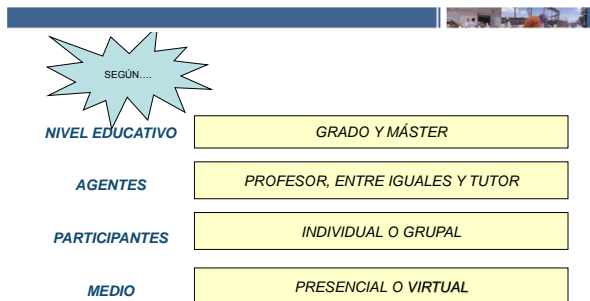 SEGÚN....
NIVEL EDUCATIVO
GRADO Y MÁSTER
AGENTES
PROFESOR, ENTRE IGUALES Y TUTOR
PARTICIPANTES
INDIVIDUAL O GRUPAL
MEDIO
PRESENCIAL O VIRTUAL